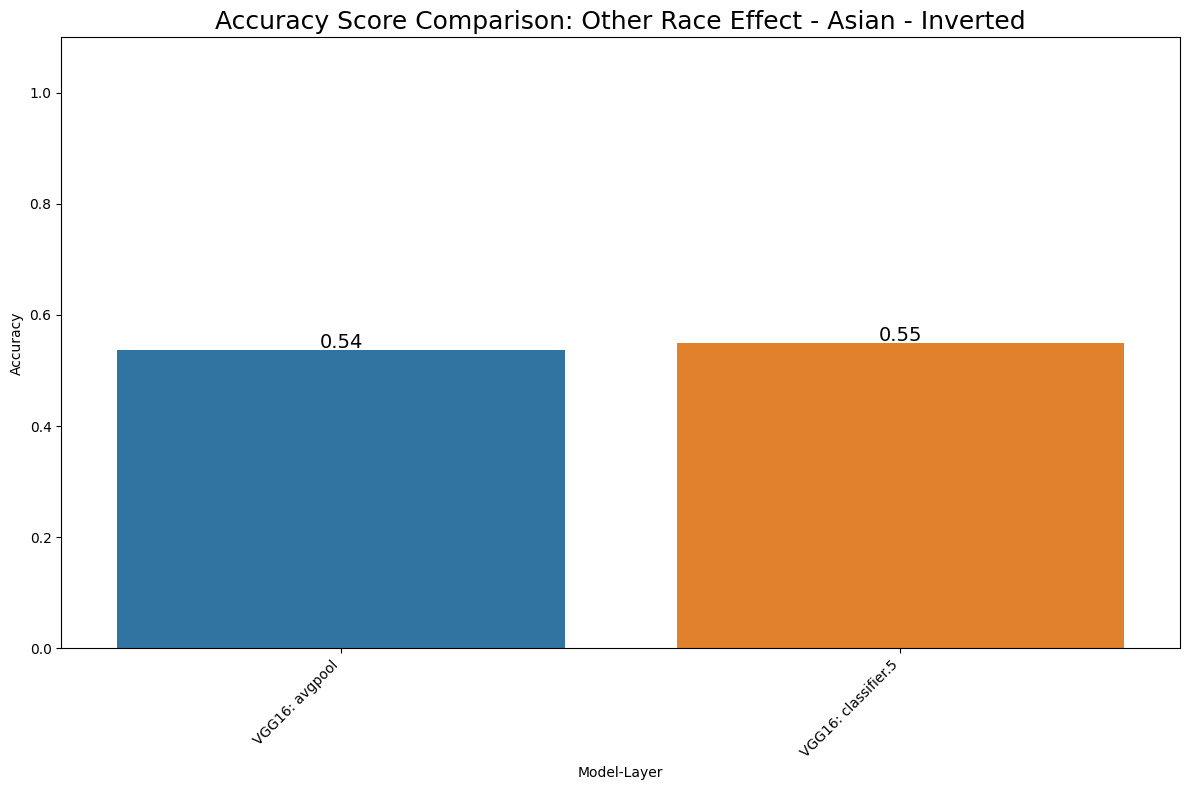 Accuracy Score Comparison: Other Race Effect - Asian - Inverted
1.0
0.8
0.6
0.4
0.2
0.0
Accuracy
0.54
0.55
VGG16: avgpool
VGG16: classifier.5
Model-Layer